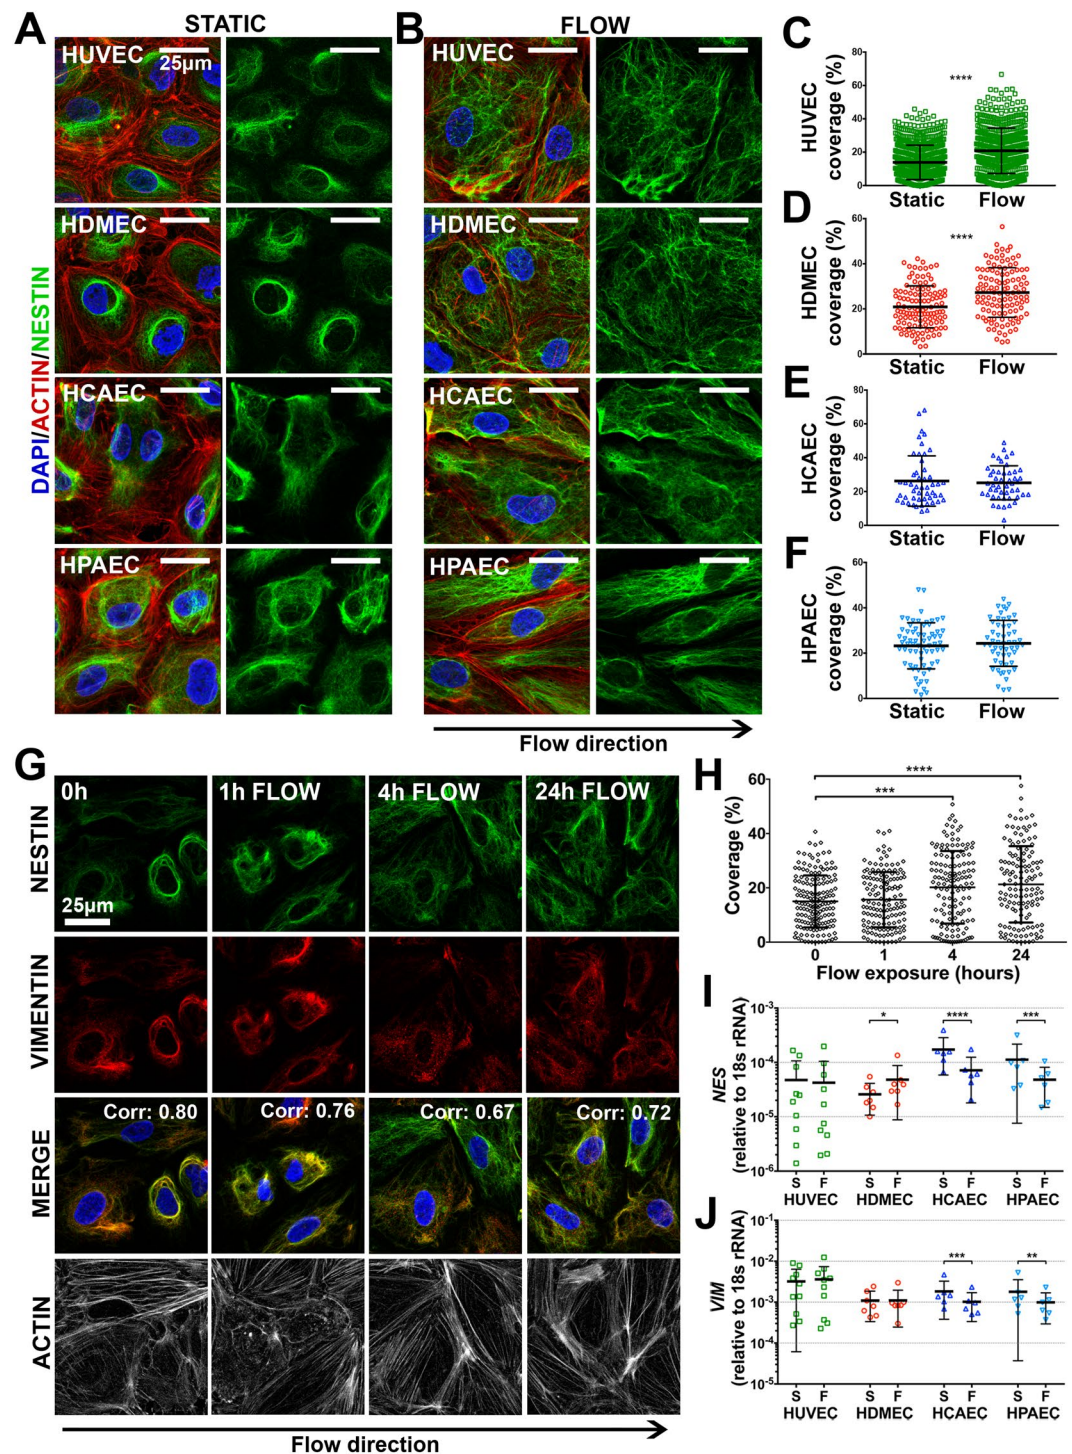 A
STATIC
B
FLOW
DAPI/ACTIN/NESTIN
HUVEC
25µm
HUVEC
HDMEC
HDMEC
HCAEC
HCAEC
HPAEC
HPAEC
Flow direction
C
HUVEC
coverage (%)
80
60
40
20
0
****
Static Flow
D
HDMEC
coverage (%)
60
40
20
0
****
Static Flow
E
HCAEC
coverage (%)
80
60
40
20
0
Static Flow
F
HPAEC
coverage (%)
60
40
20
0
Static Flow
G
0h
1h FLOW
4h FLOW
24h FLOW
NESTIN
25µm
VIMENTIN
MERGE
Corr: 0.80
Corr: 0.76
Corr: 0.67
Corr: 0.72
ACTIN
Flow direction
H
Coverage (%)
60
40
20
0
****
***
0 1 4 24
Flow exposure (hours)
I
NES
(relative to 18s rRNA)
10-3
10-4
10-5
10-6
* **** ***
S F S F S F S F
HUVEC HDMEC HCAEC HPAEC
J
VIM
(relative to 18s rRNA)
10-1
10-2
10-3
10-4
10-5
*** **
S F S F S F S F
HUVEC HDMEC HCAEC HPAEC